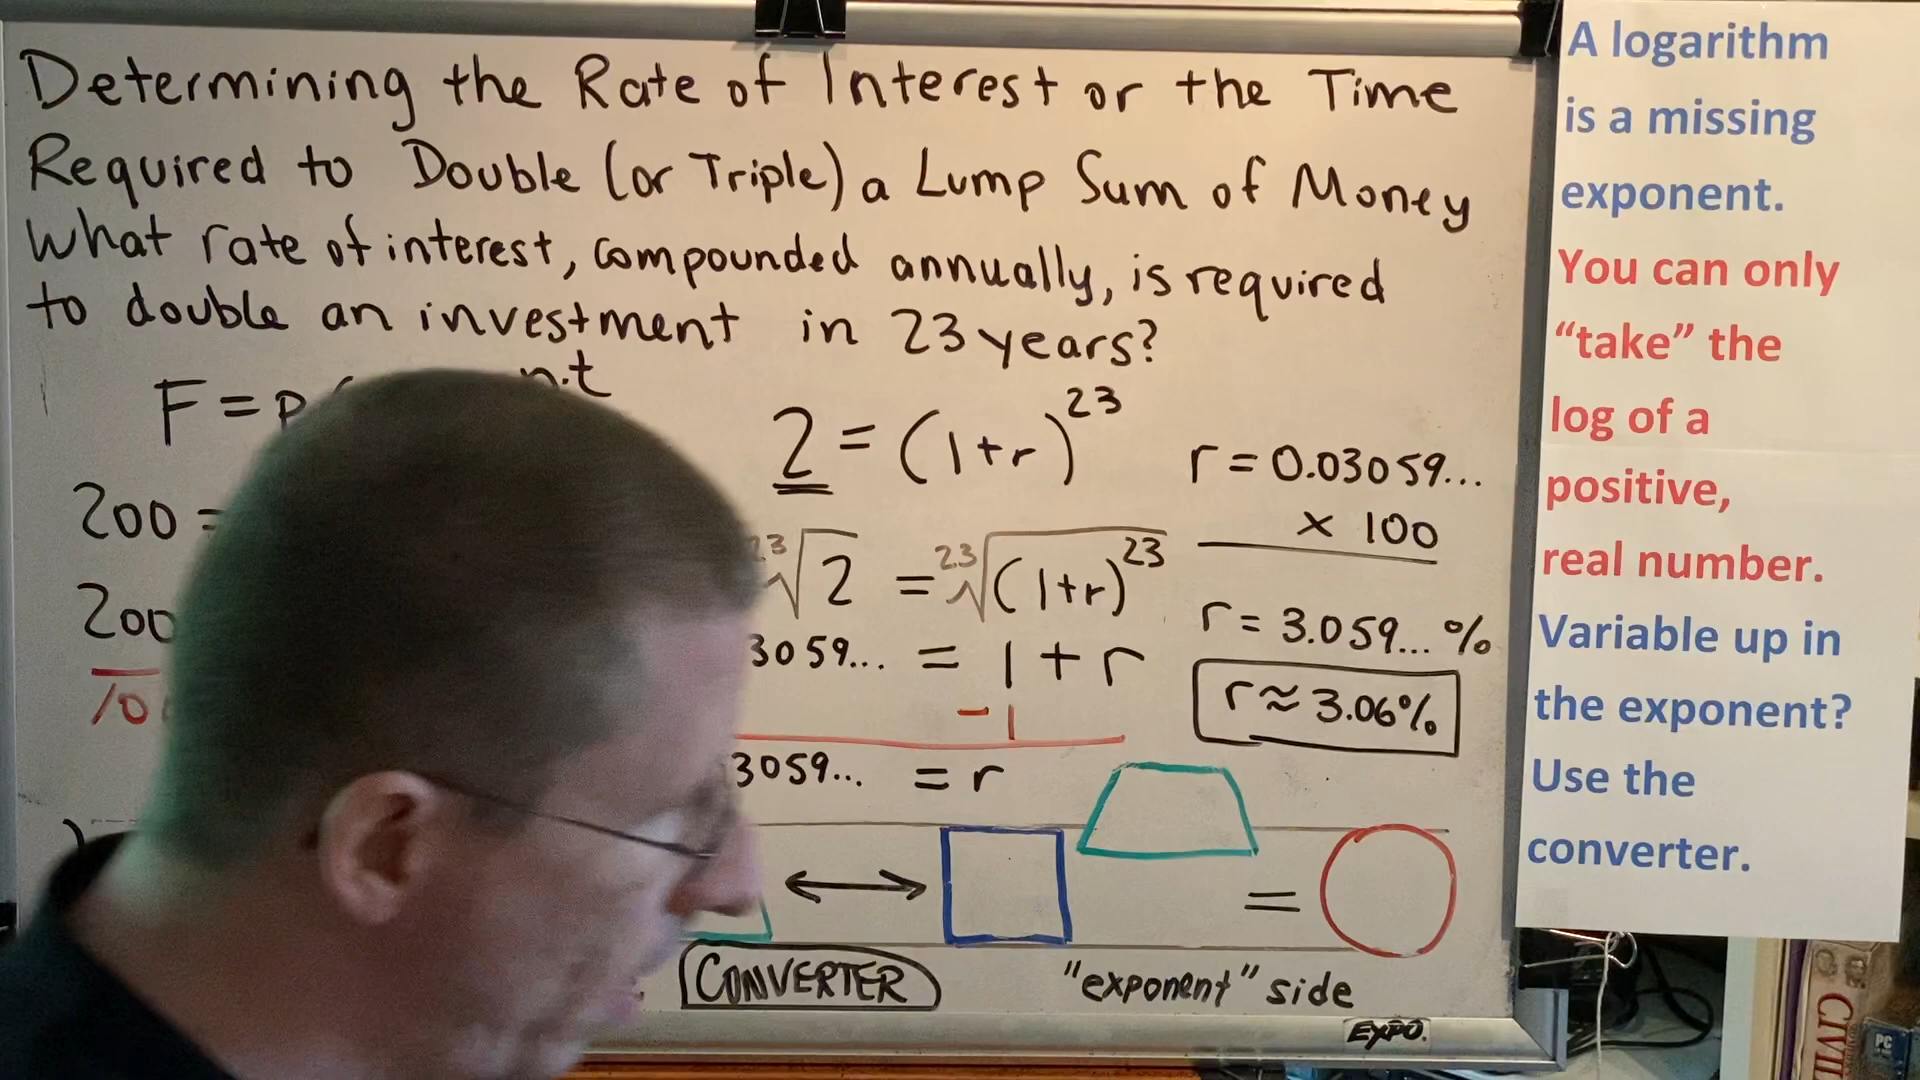 Determining the Rate of Interest or the Time
Required to Double (or Triple) a Lump Sum of Money
What rate of interest, compounded annually, is required
to double an investment in 23 years?
F = P( n·t
200 =
200
2 = (1+r)^23
23√2 = 23√(1+r)^23
3059... = 1 + r
- 1
3059... = r
r = 0.03059...
x 100
r = 3.059... %
r ≈ 3.06%
↔
=
CONVERTER
"exponent" side
EXPO.
A logarithm
is a missing
exponent.
You can only
“take” the
log of a
positive,
real number.
Variable up in
the exponent?
Use the
converter.
CIVIL
PC